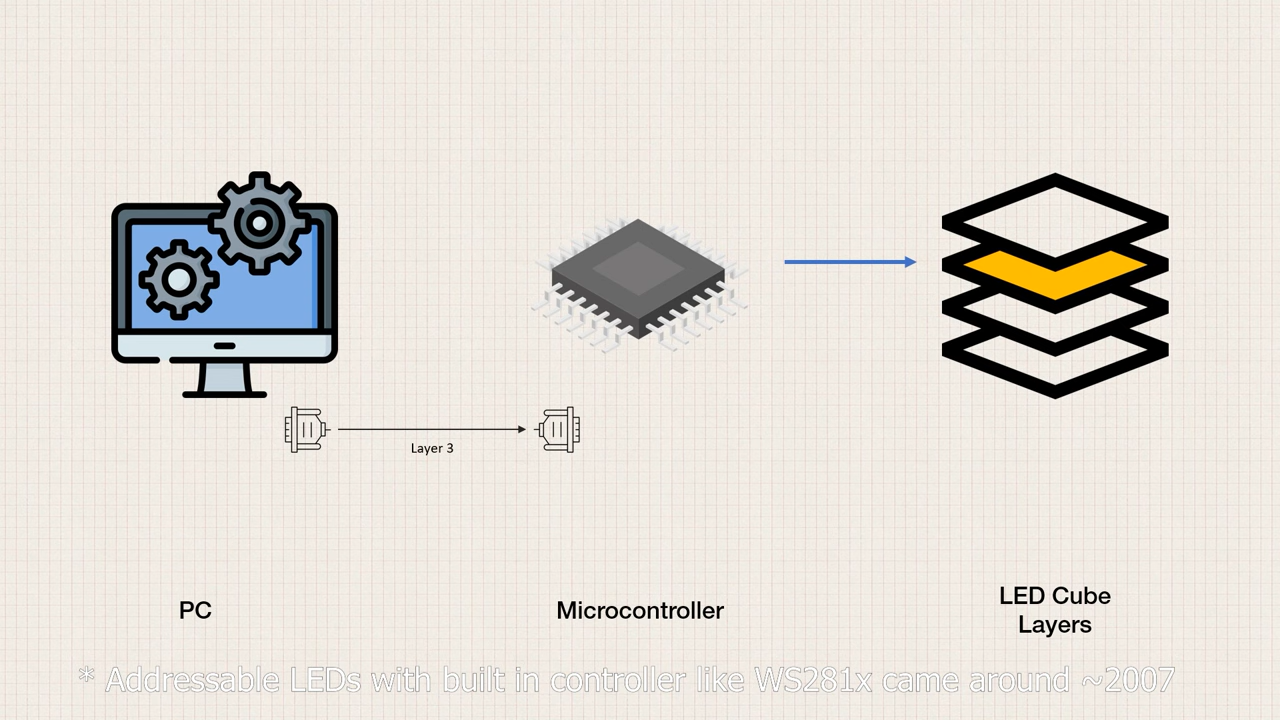 Layer 3
PC
Microcontroller
LED Cube
Layers
* Addressable LEDs with built in controller like WS281x came around ~2007